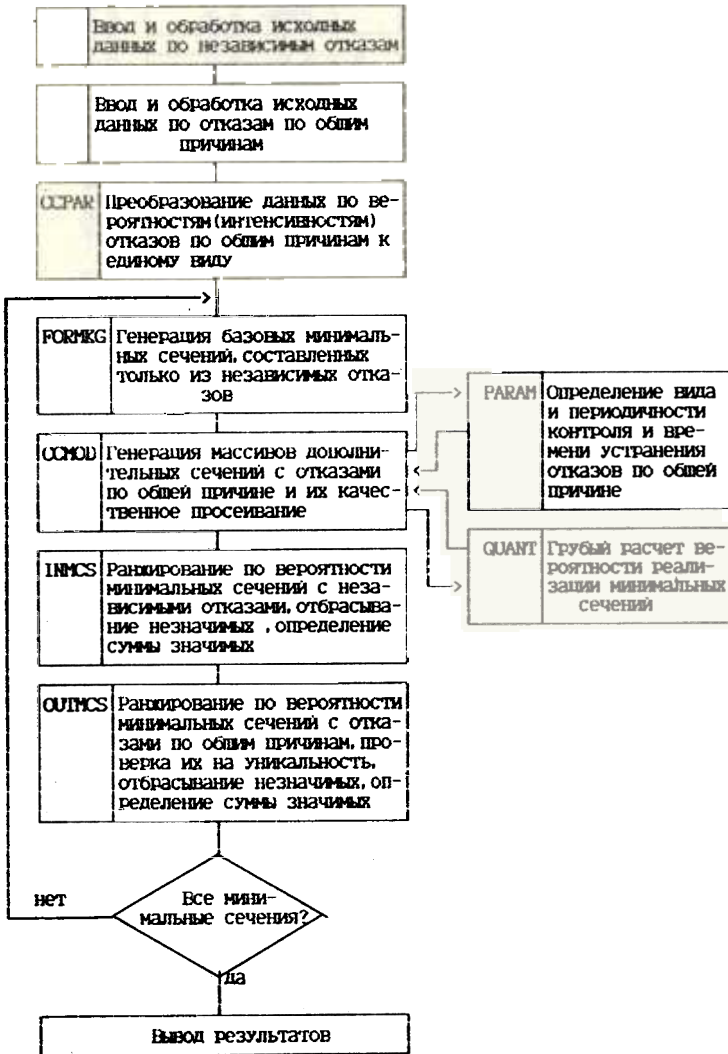 Ввод и обработка исходных
данных по независимым отказам
Ввод и обработка исходных
данных по отказам по общим
причинам
CCPAR
Преобразование данных по ве-
роятностям(интенсивностям)
отказов по общим причинам к
единому виду
FORMKG
Генерация базовых минималь-
ных сечений,составленных
только из независимых отка-
зов
CCMOD
Генерация массивов дополни-
тельных сечений с отказами
по общей причине и их качес-
твенное просеивание
PARAM
Определение вида
и периодичности
контроля и вре-
мени устранения
отказов по общей
причине
QUANT
Грубый расчет ве-
роятности реали-
зации минимальных
сечений
INMCS
Ранжирование по вероятности
минимальных сечений с неза-
висимыми отказами,отбрасыва-
ние незначимых ,определение
суммы значимых
OUTMCS
Ранжирование по вероятности
минимальных сечений с отка-
зами по общим причинам,про-
верка их на уникальность,
отбрасывание незначимых,оп-
ределение суммы значимых
нет
Все мини-
мальные сечения?
да
Вывод результатов